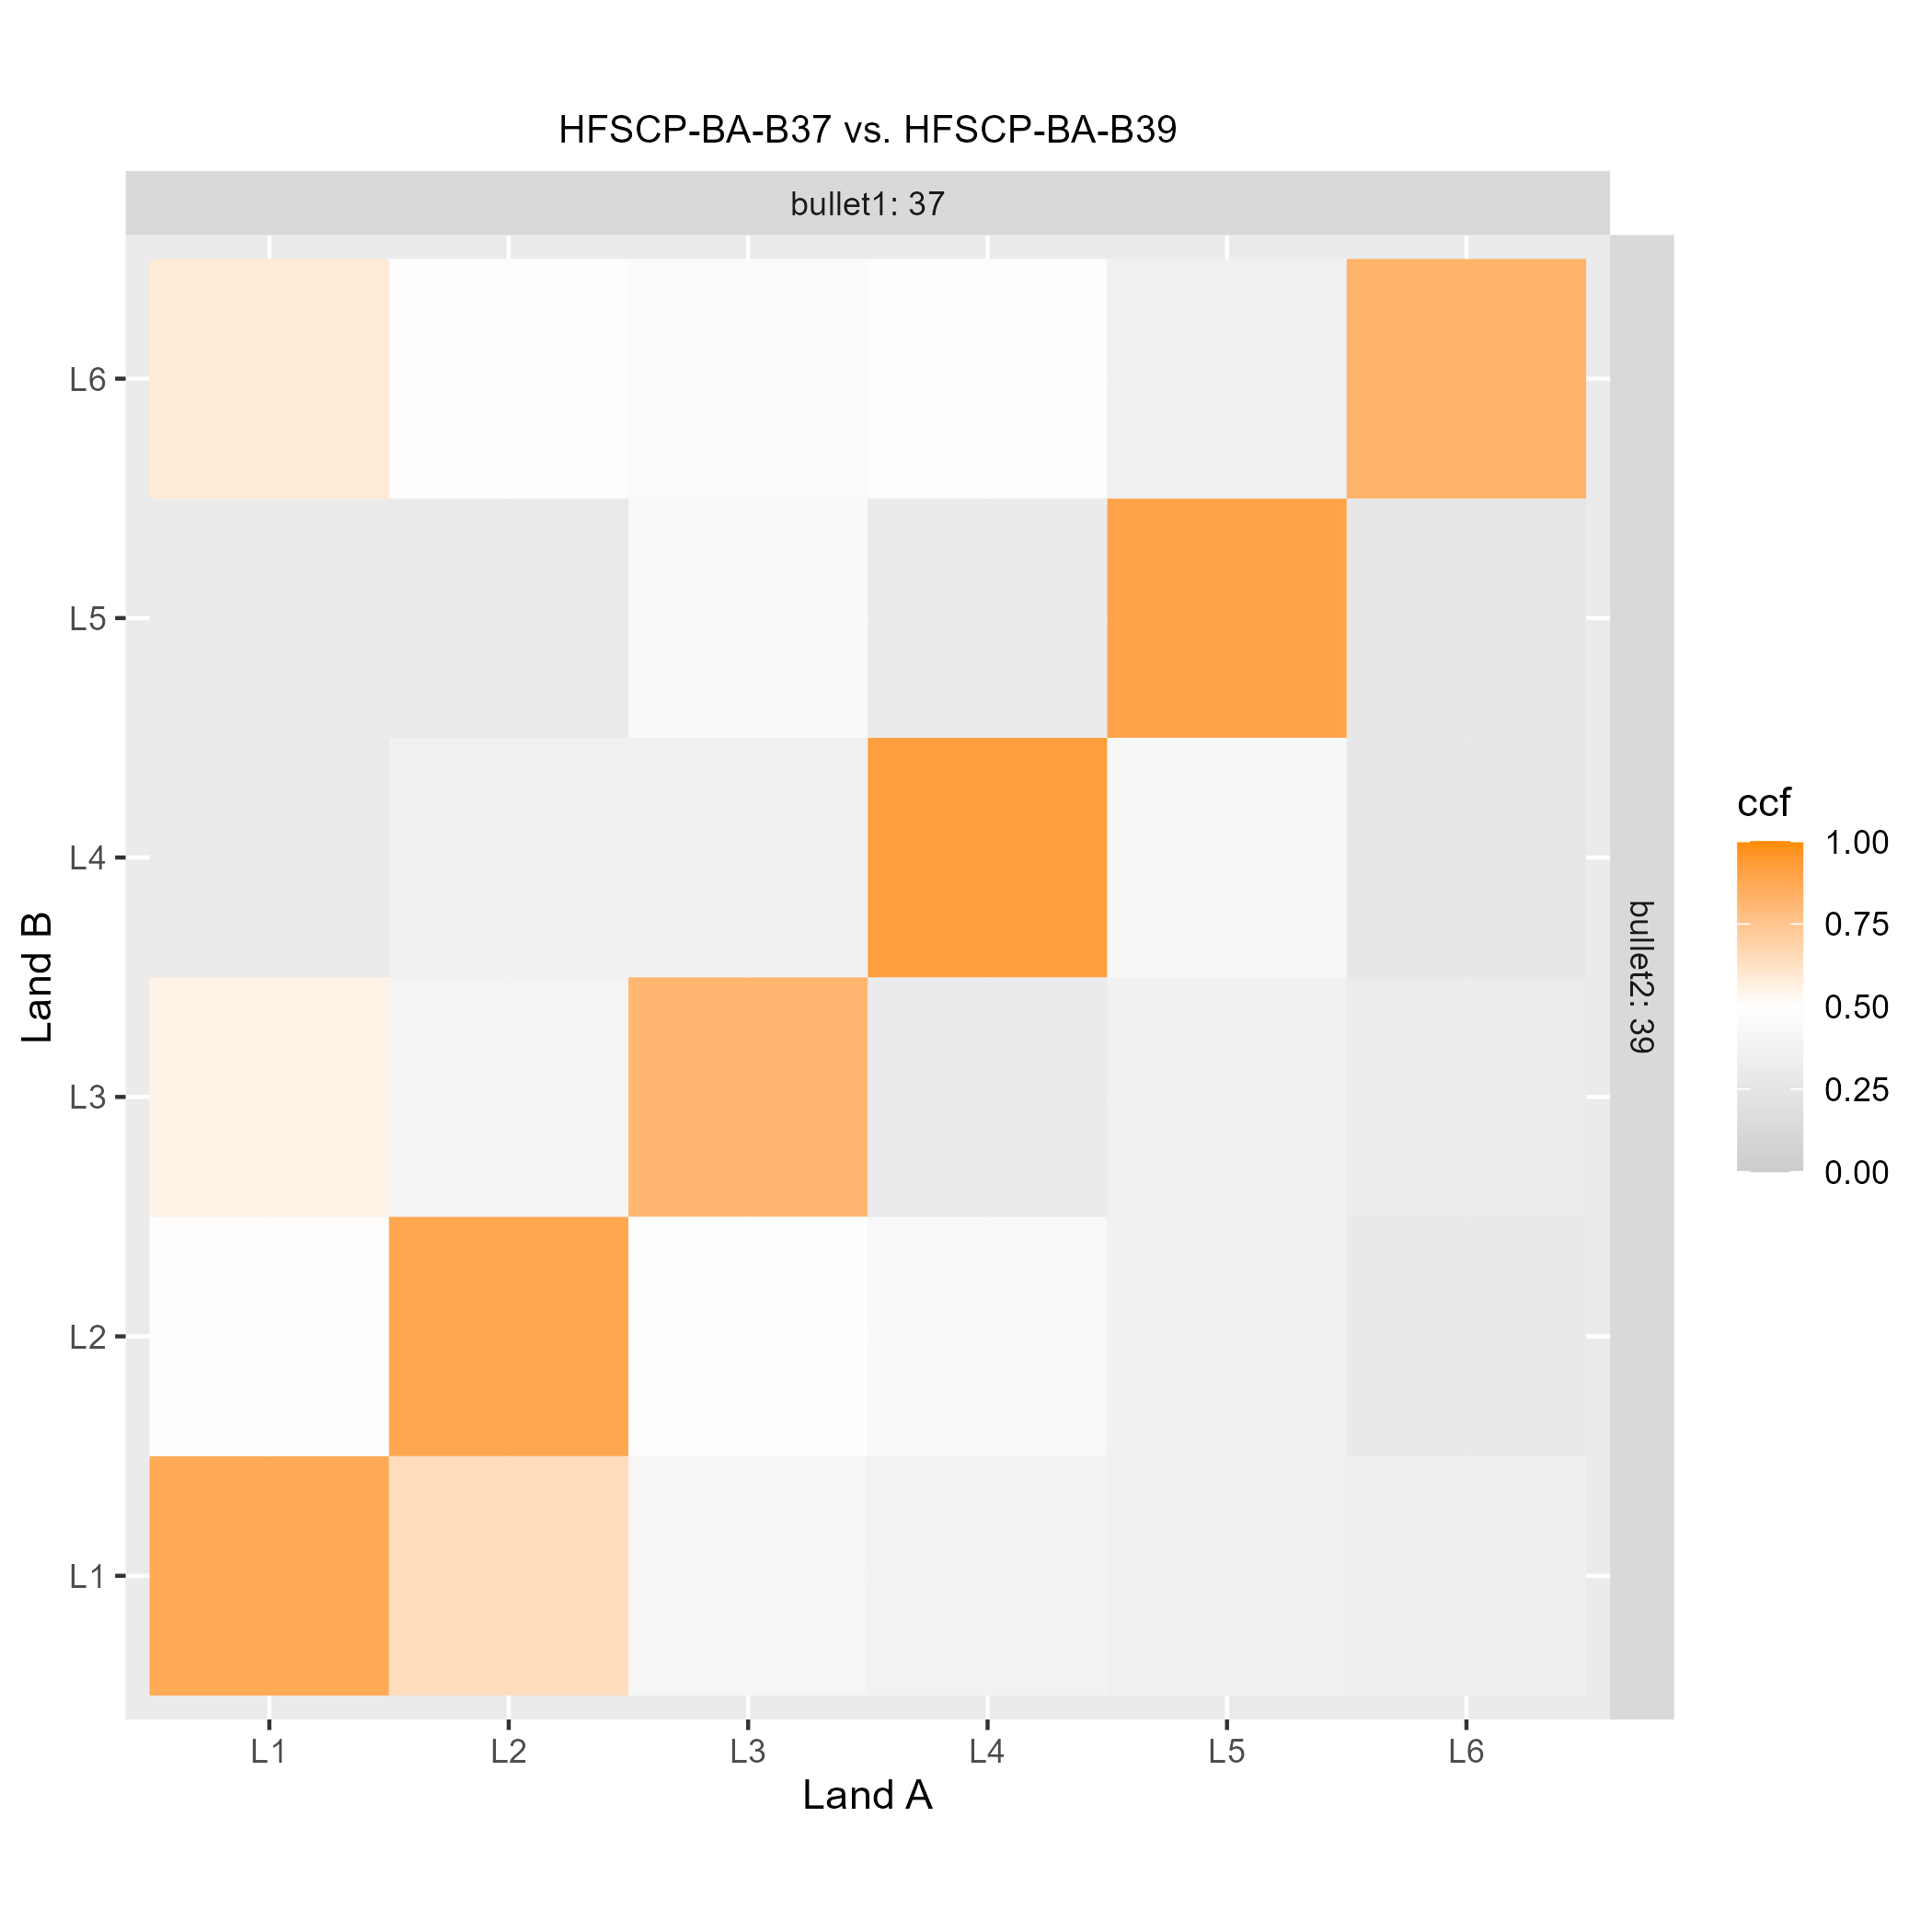 HFSCP-BA-B37 vs. HFSCP-BA-B39
bullet1: 37
L6
L5
L4
L3
L2
L1
Land B
bullet2: 39
ccf
1.00
0.75
0.50
0.25
0.00
L1 L2 L3 L4 L5 L6
Land A